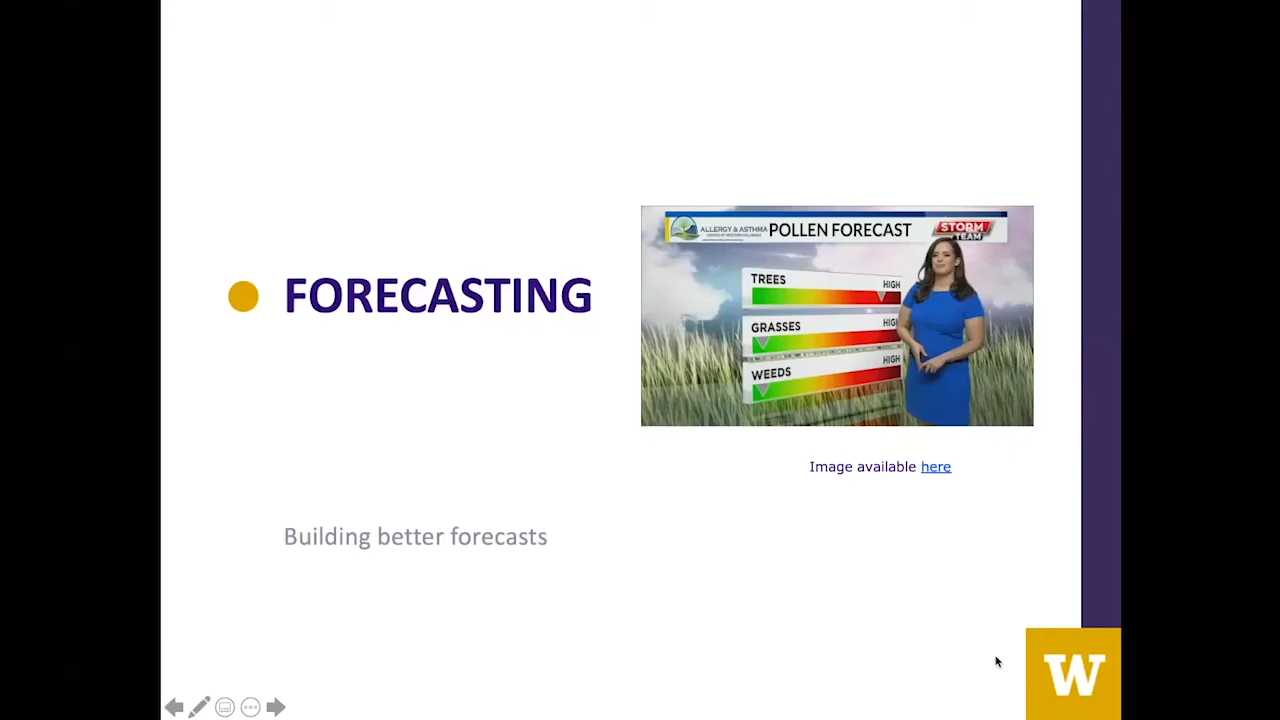 FORECASTING
ALLERGY & ASTHMA
POLLEN FORECAST
STORM
TEAM
TREES
HIGH
GRASSES
HIGH
WEEDS
HIGH
Image available here
Building better forecasts
W